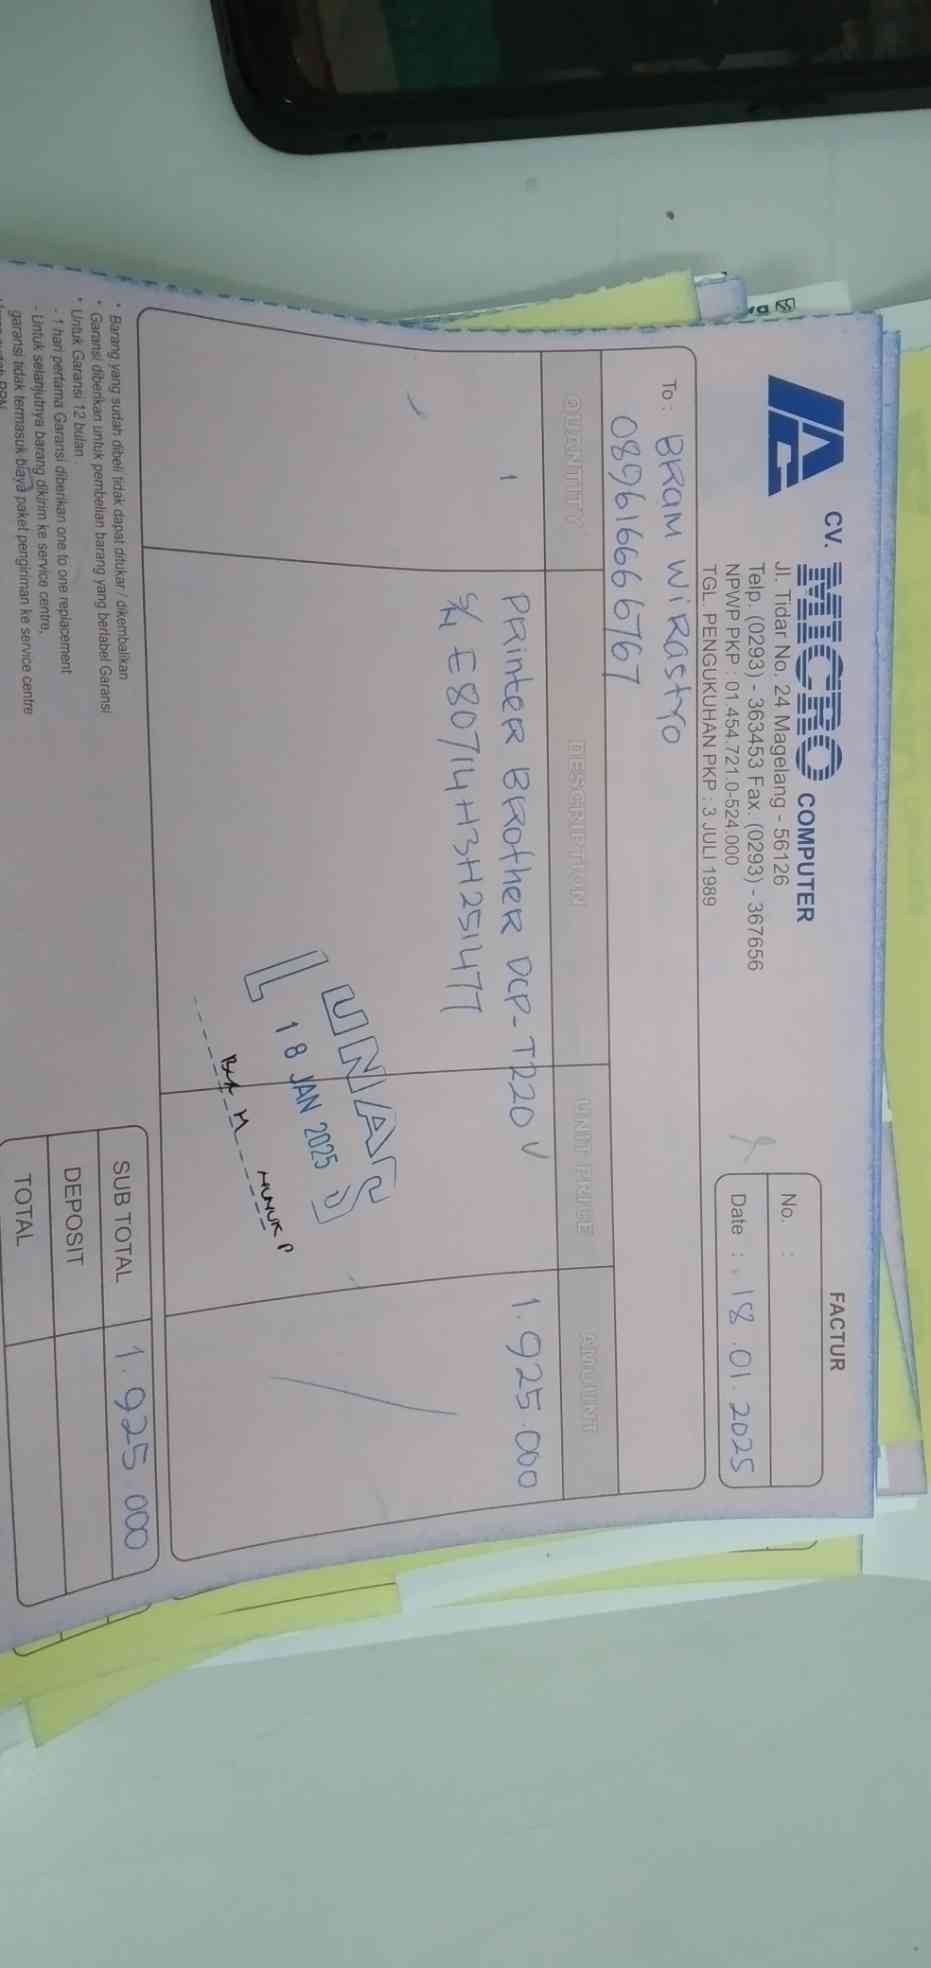 CV. MICRO COMPUTER
Jl. Tidar No. 24 Magelang - 56126
Telp. (0293) - 363453 Fax. (0293) - 367656
NPWP PKP : 01.454.721.0-524.000
TGL. PENGUKUHAN PKP : 3 JULI 1989
FACTUR
No. :
Date : 18.01.2025
To : BRam WiRastyo
089616666767
QUANTITY DESCRIPTION UNIT PRICE AMOUNT
1 PRinteR BRotheR DCP-T220 1.925.000
S/N E80714H3H251477
LUNAS
18 JAN 2025
SUB TOTAL 1.925.000
DEPOSIT
TOTAL
• Barang yang sudah dibeli tidak dapat ditukar / dikembalikan
• Garansi diberikan untuk pembelian barang yang berlabel Garansi
• Untuk Garansi 12 bulan :
- 1 hari pertama Garansi diberikan one to one replacement
- Untuk selanjutnya barang dikirim ke service centre,
garansi tidak termasuk biaya paket pengiriman ke service centre